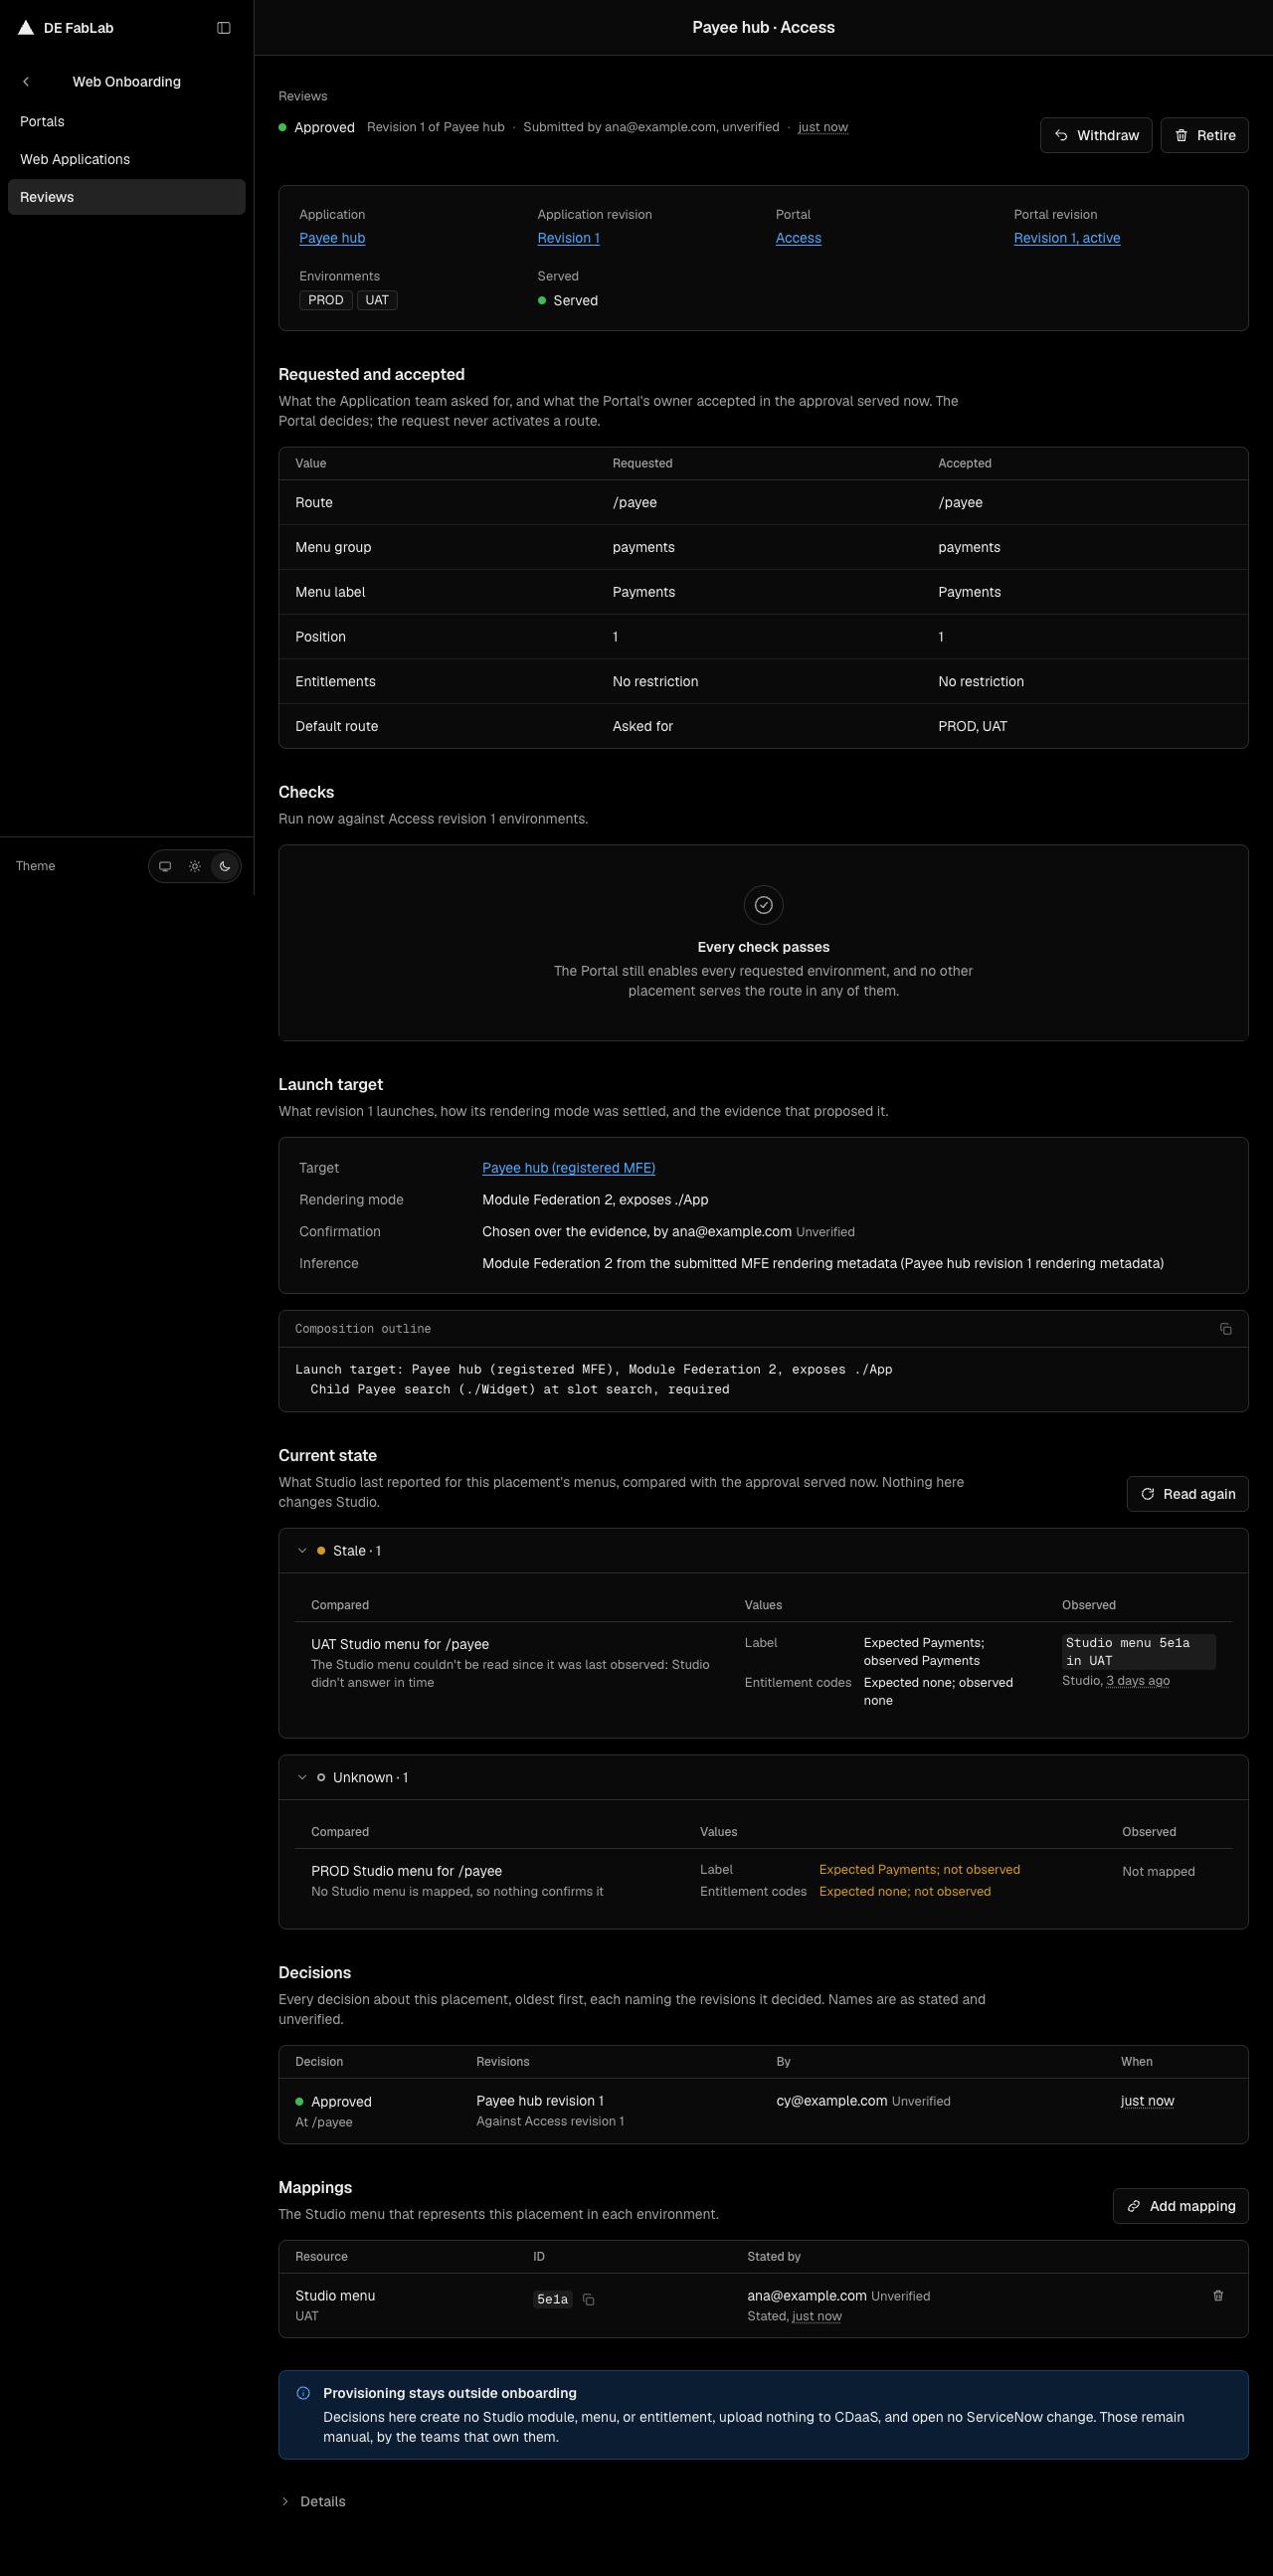 DE FabLab
Payee hub · Access
Web Onboarding
Portals
Web Applications
Reviews
Theme
Reviews
Approved Revision 1 of Payee hub · Submitted by ana@example.com, unverified · just now
Withdraw
Retire
Application Application revision Portal Portal revision
Payee hub Revision 1 Access Revision 1, active
Environments Served
PROD UAT Served
Requested and accepted
What the Application team asked for, and what the Portal's owner accepted in the approval served now. The
Portal decides; the request never activates a route.
Value Requested Accepted
Route /payee /payee
Menu group payments payments
Menu label Payments Payments
Position 1 1
Entitlements No restriction No restriction
Default route Asked for PROD, UAT
Checks
Run now against Access revision 1 environments.
Every check passes
The Portal still enables every requested environment, and no other
placement serves the route in any of them.
Launch target
What revision 1 launches, how its rendering mode was settled, and the evidence that proposed it.
Target Payee hub (registered MFE)
Rendering mode Module Federation 2, exposes ./App
Confirmation Chosen over the evidence, by ana@example.com Unverified
Inference Module Federation 2 from the submitted MFE rendering metadata (Payee hub revision 1 rendering metadata)
Composition outline
Launch target: Payee hub (registered MFE), Module Federation 2, exposes ./App
Child Payee search (./Widget) at slot search, required
Current state
What Studio last reported for this placement's menus, compared with the approval served now. Nothing here
changes Studio.
Read again
Stale · 1
Compared Values Observed
UAT Studio menu for /payee
The Studio menu couldn't be read since it was last observed: Studio
didn't answer in time
Label Expected Payments;
observed Payments
Entitlement codes Expected none; observed
none
Studio menu 5e1a
in UAT
Studio, 3 days ago
Unknown · 1
Compared Values Observed
PROD Studio menu for /payee
No Studio menu is mapped, so nothing confirms it
Label Expected Payments; not observed
Entitlement codes Expected none; not observed
Not mapped
Decisions
Every decision about this placement, oldest first, each naming the revisions it decided. Names are as stated and
unverified.
Decision Revisions By When
Approved Payee hub revision 1 cy@example.com Unverified just now
At /payee Against Access revision 1
Mappings
The Studio menu that represents this placement in each environment.
Add mapping
Resource ID Stated by
Studio menu 5e1a ana@example.com Unverified
UAT Stated, just now
Provisioning stays outside onboarding
Decisions here create no Studio module, menu, or entitlement, upload nothing to CDaaS, and open no ServiceNow change. Those remain
manual, by the teams that own them.
Details